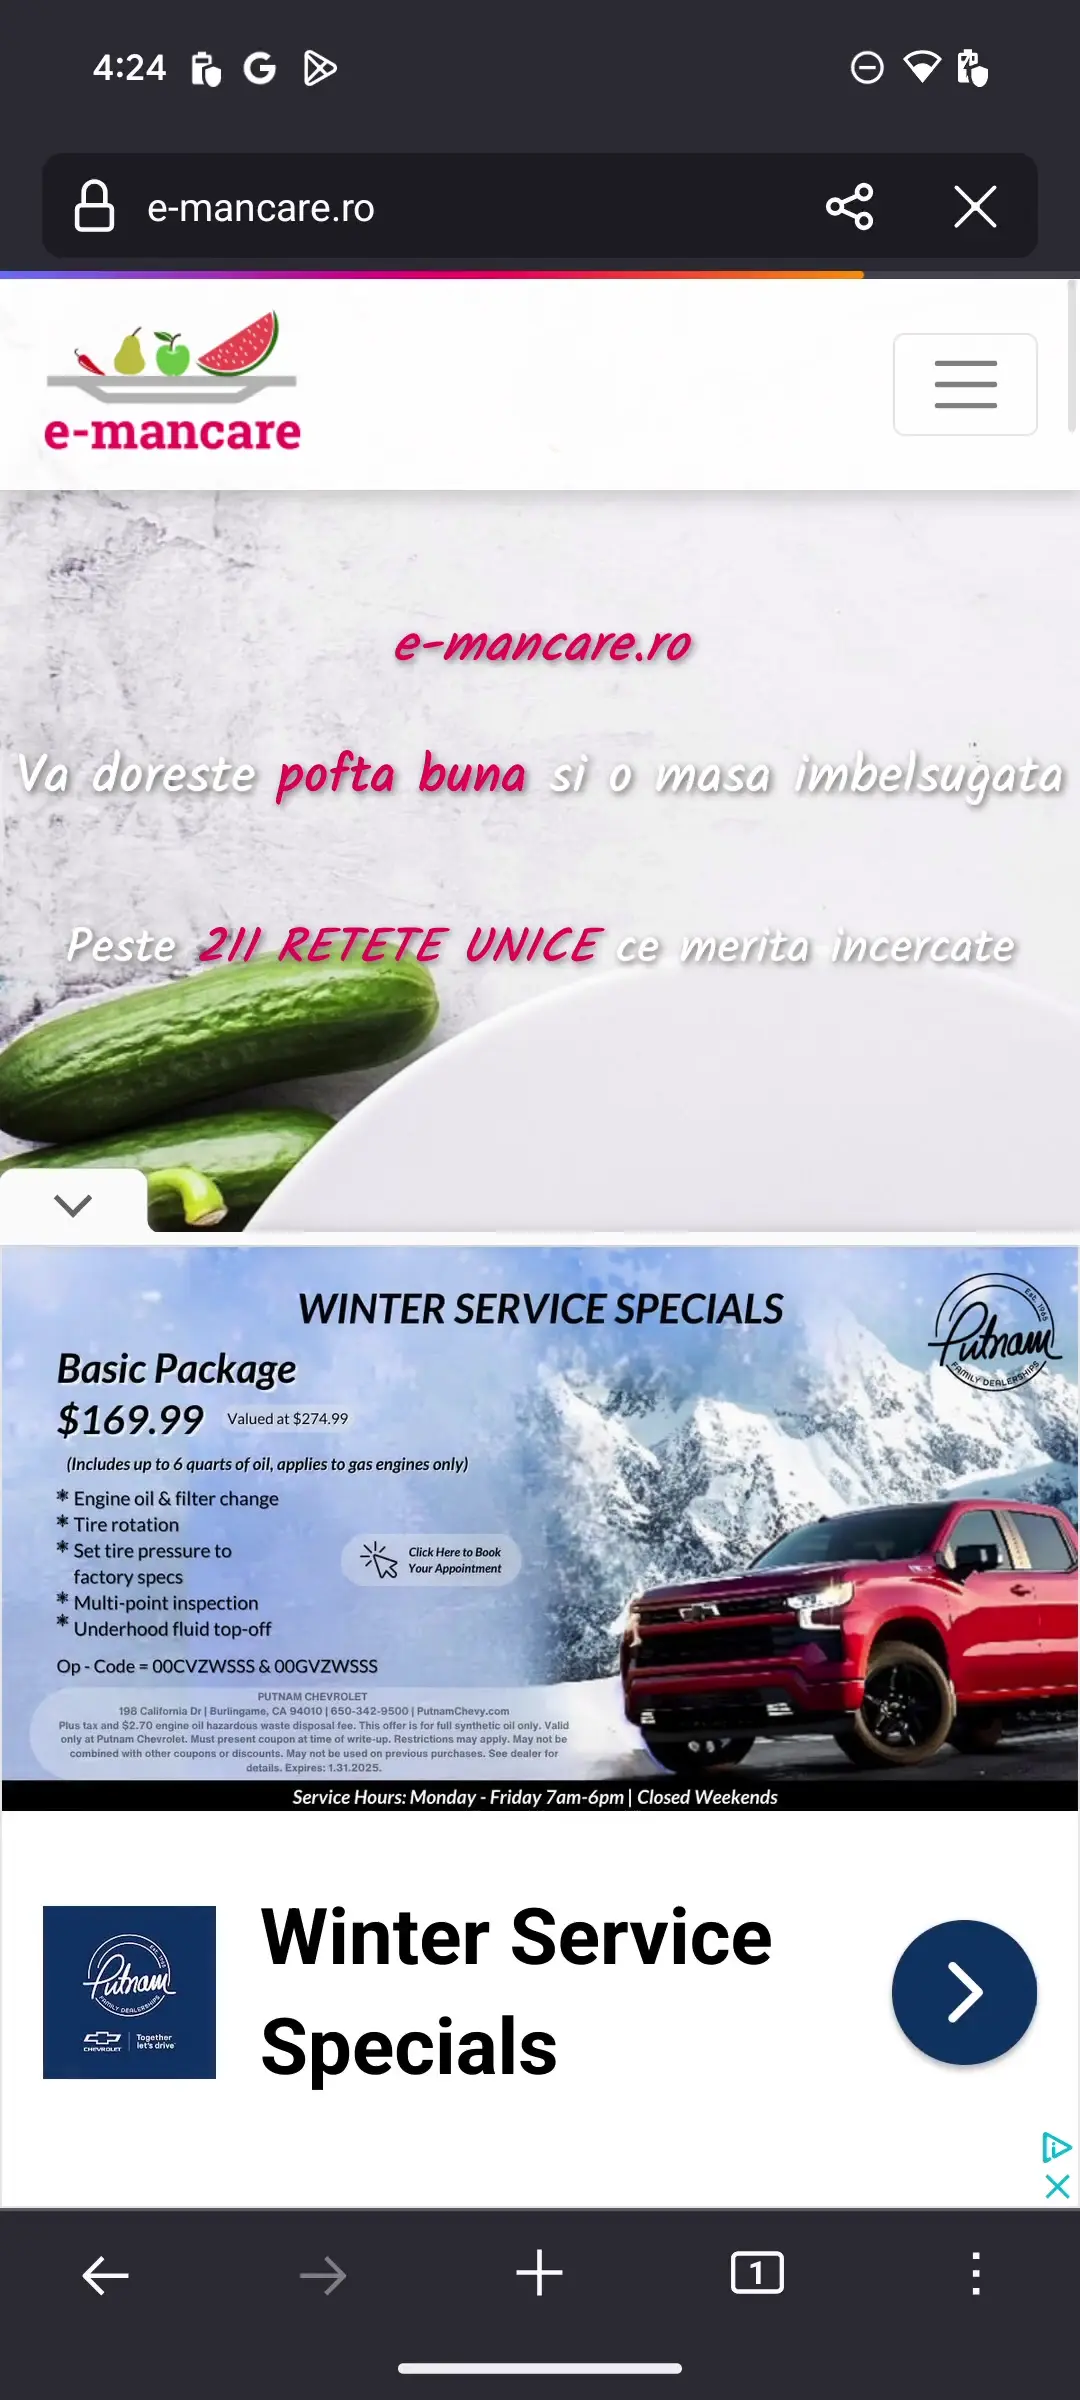 4:24
e-mancare.ro
e-mancare
e-mancare.ro
Va doreste pofta buna si o masa imbelsugata
Peste 211 RETETE UNICE ce merita incercate
WINTER SERVICE SPECIALS
Est. 1965
Putnam
FAMILY DEALERSHIPS
Basic Package
$169.99 Valued at $274.99
(Includes up to 6 quarts of oil, applies to gas engines only)
* Engine oil & filter change
* Tire rotation
* Set tire pressure to
factory specs
* Multi-point inspection
* Underhood fluid top-off
Click Here to Book
Your Appointment
Op - Code = 00CVZWSSS & 00GVZWSSS
PUTNAM CHEVROLET
198 California Dr | Burlingame, CA 94010 | 650-342-9500 | PutnamChevy.com
Plus tax and $2.70 engine oil hazardous waste disposal fee. This offer is for full synthetic oil only. Valid
only at Putnam Chevrolet. Must present coupon at time of write-up. Restrictions may apply. May not be
combined with other coupons or discounts. May not be used on previous purchases. See dealer for
details. Expires: 1.31.2025.
Service Hours: Monday - Friday 7am-6pm | Closed Weekends
Putnam
FAMILY DEALERSHIPS
CHEVROLET
Together
let's drive
Winter Service
Specials
1